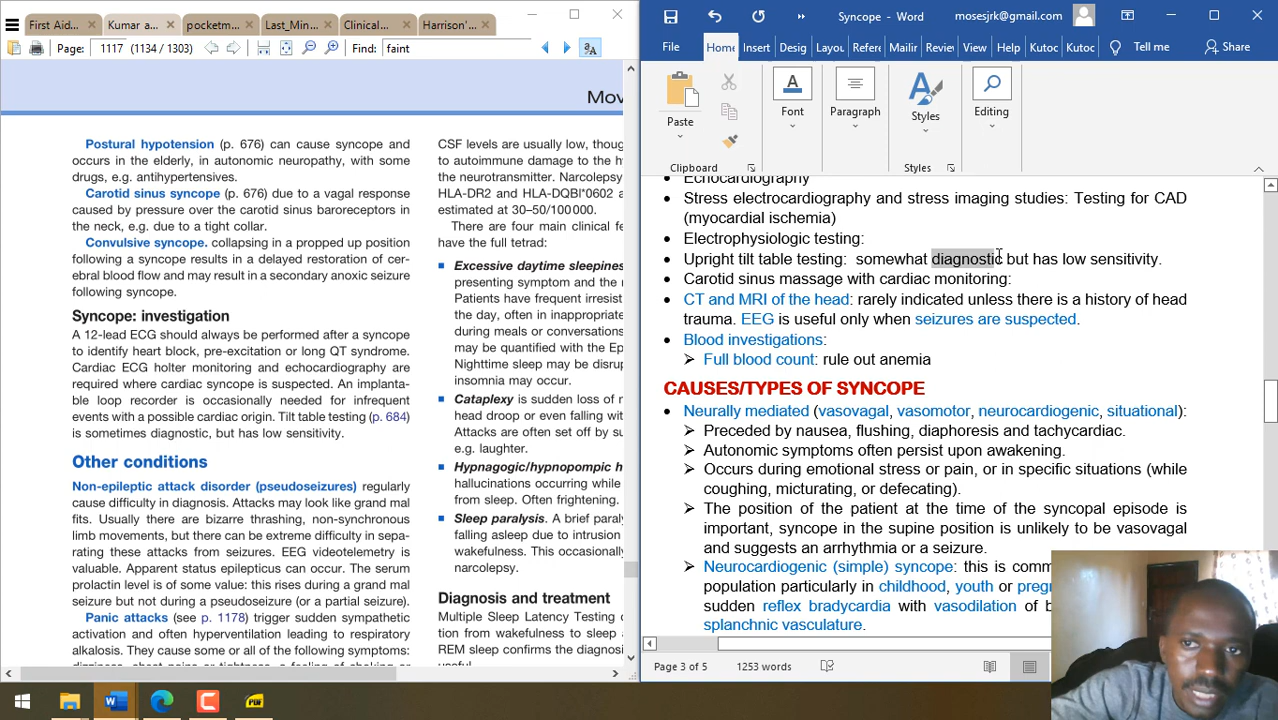 First Aid...
Kumar a...
pocketm...
Last_Min...
Clinical...
Harrison'...
Page: 1117 (1134 / 1303)
Find: faint
Mov
Postural hypotension (p. 676) can cause syncope and
occurs in the elderly, in autonomic neuropathy, with some
drugs, e.g. antihypertensives.
Carotid sinus syncope (p. 676) due to a vagal response
caused by pressure over the carotid sinus baroreceptors in
the neck, e.g. due to a tight collar.
Convulsive syncope. collapsing in a propped up position
following a syncope results in a delayed restoration of cer-
ebral blood flow and may result in a secondary anoxic seizure
following syncope.
Syncope: investigation
A 12-lead ECG should always be performed after a syncope
to identify heart block, pre-excitation or long QT syndrome.
Cardiac ECG holter monitoring and echocardiography are
required where cardiac syncope is suspected. An implanta-
ble loop recorder is occasionally needed for infrequent
events with a possible cardiac origin. Tilt table testing (p. 684)
is sometimes diagnostic, but has low sensitivity.
Other conditions
Non-epileptic attack disorder (pseudoseizures) regularly
cause difficulty in diagnosis. Attacks may look like grand mal
fits. Usually there are bizarre thrashing, non-synchronous
limb movements, but there can be extreme difficulty in sepa-
rating these attacks from seizures. EEG videotelemetry is
valuable. Apparent status epilepticus can occur. The serum
prolactin level is of some value: this rises during a grand mal
seizure but not during a pseudoseizure (or a partial seizure).
Panic attacks (see p. 1178) trigger sudden sympathetic
activation and often hyperventilation leading to respiratory
alkalosis. They cause some or all of the following symptoms:
CSF levels are usually low, thoug
to autoimmune damage to the h
the neurotransmitter. Narcolepsy
HLA-DR2 and HLA-DQBI*0602 a
estimated at 30–50/100 000.
There are four main clinical fe
have the full tetrad:
Excessive daytime sleepines
presenting symptom and the
Patients have frequent irresist
the day, often in inappropriate
during meals or conversations
may be quantified with the Ep
Nighttime sleep may be disrup
insomnia may occur.
Cataplexy is sudden loss of r
head droop or even falling wit
Attacks are often set off by su
e.g. laughter.
Hypnagogic/hypnopompic h
hallucinations occurring while
from sleep. Often frightening.
Sleep paralysis. A brief paraly
falling asleep due to intrusion
wakefulness. This occasionally
narcolepsy.
Diagnosis and treatment
Multiple Sleep Latency Testing
tion from wakefulness to sleep
REM sleep confirms the diagnosi
useful.
Syncope - Word
mosesjrk@gmail.com
File
Home
Insert
Desig
Layou
Refere
Mailin
Review
View
Help
Kutoc
Kutoc
Tell me
Share
Paste
Font
Paragraph
Styles
Editing
Clipboard
Styles
Echocardiography
Stress electrocardiography and stress imaging studies: Testing for CAD
(myocardial ischemia)
Electrophysiologic testing:
Upright tilt table testing: somewhat diagnostic but has low sensitivity.
Carotid sinus massage with cardiac monitoring:
CT and MRI of the head: rarely indicated unless there is a history of head
trauma. EEG is useful only when seizures are suspected.
Blood investigations:
Full blood count: rule out anemia
CAUSES/TYPES OF SYNCOPE
Neurally mediated (vasovagal, vasomotor, neurocardiogenic, situational):
Preceded by nausea, flushing, diaphoresis and tachycardiac.
Autonomic symptoms often persist upon awakening.
Occurs during emotional stress or pain, or in specific situations (while
coughing, micturating, or defecating).
The position of the patient at the time of the syncopal episode is
important, syncope in the supine position is unlikely to be vasovagal
and suggests an arrhythmia or a seizure.
Neurocardiogenic (simple) syncope: this is comm
population particularly in childhood, youth or preg
sudden reflex bradycardia with vasodilation of b
splanchnic vasculature.
Page 3 of 5
1253 words